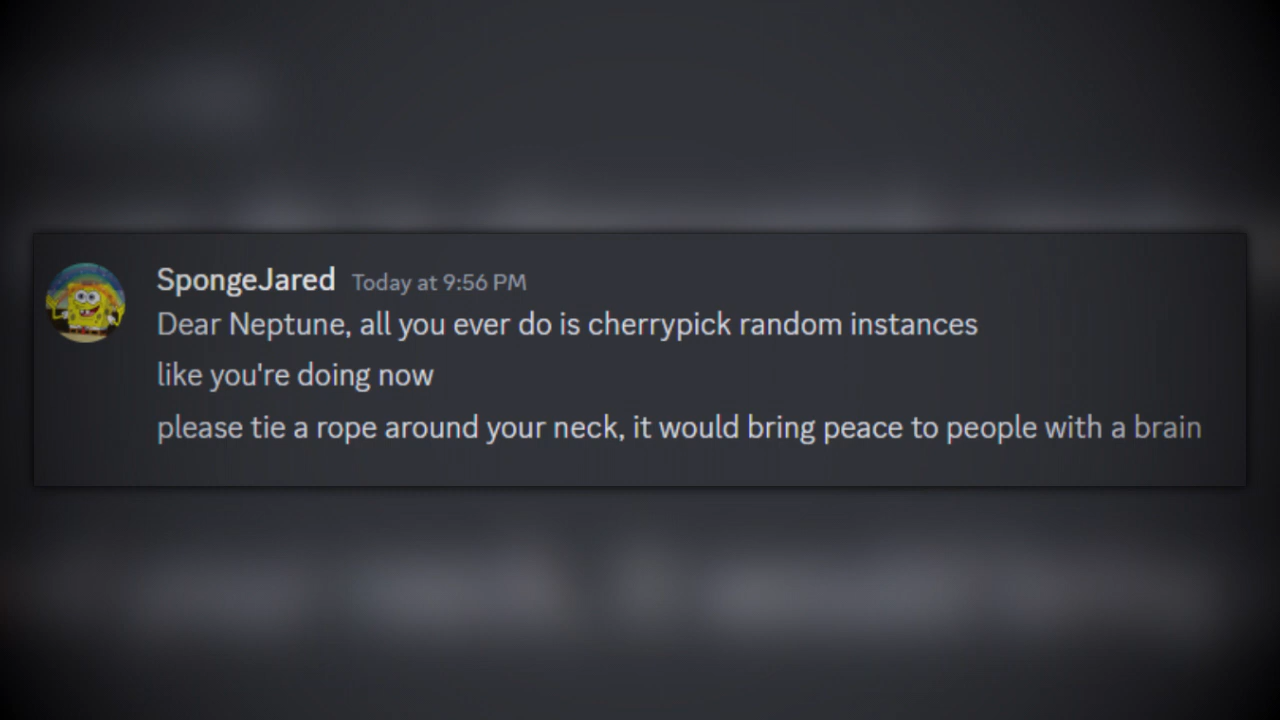 SpongeJared Today at 9:56 PM
Dear Neptune, all you ever do is cherrypick random instances
like you're doing now
please tie a rope around your neck, it would bring peace to people with a brain